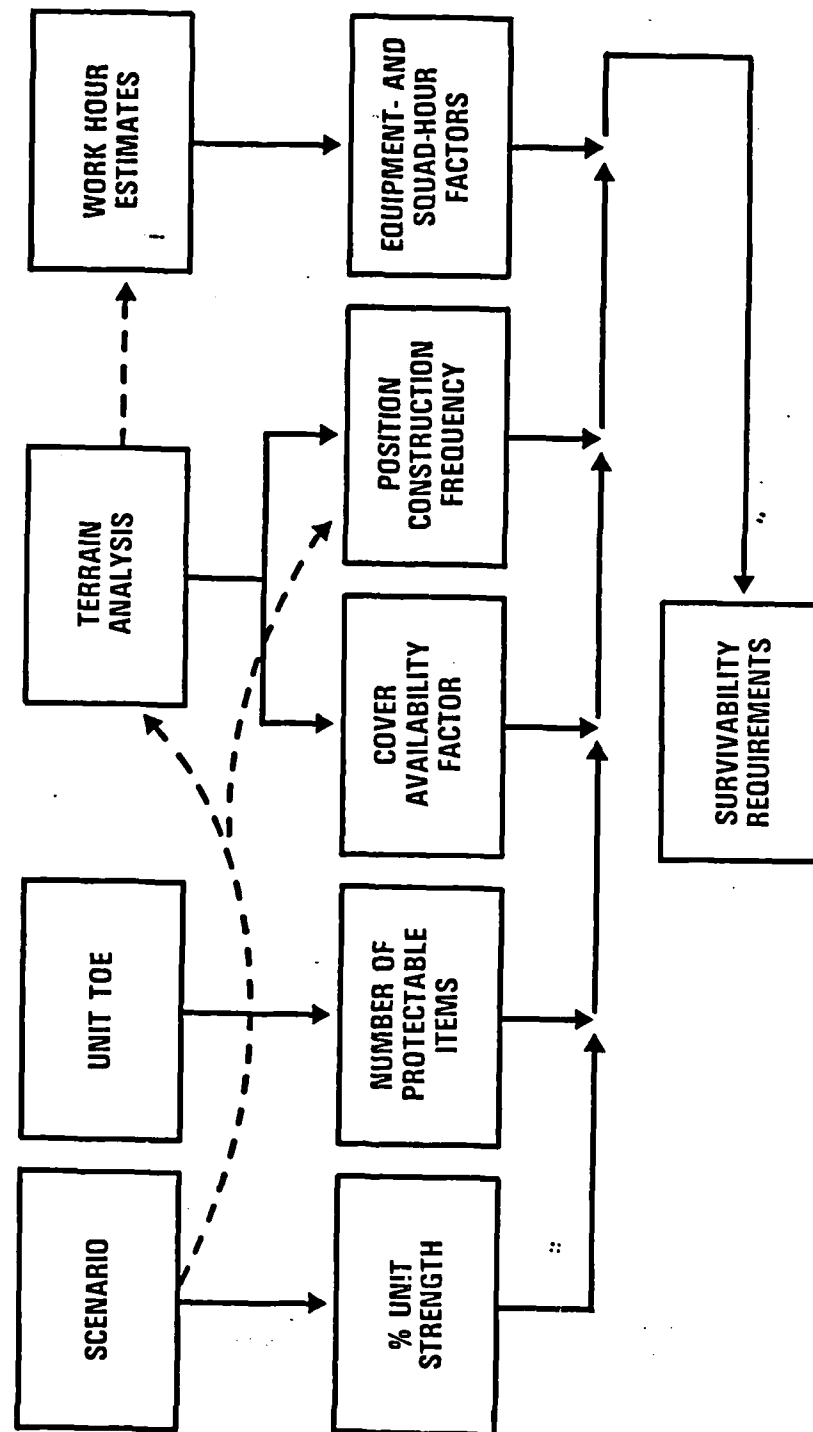 SCENARIO
UNIT TOE
TERRAIN
ANALYSIS
WORK HOUR
ESTIMATES
% UNIT
STRENGTH
NUMBER OF
PROTECTABLE
ITEMS
COVER
AVAILABILITY
FACTOR
POSITION
CONSTRUCTION
FREQUENCY
EQUIPMENT- AND
SQUAD-HOUR
FACTORS
SURVIVABILITY
REQUIREMENTS